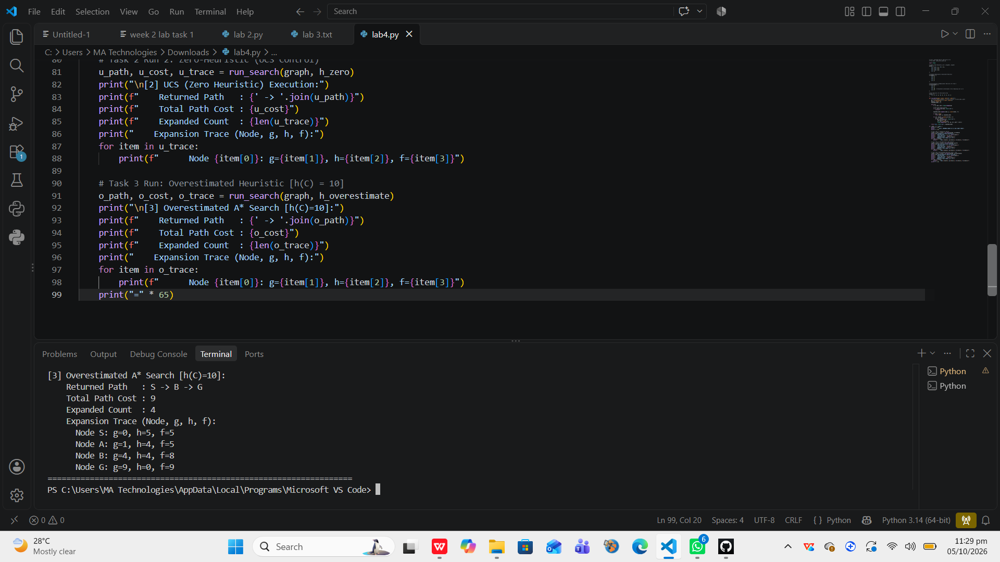 File Edit Selection View Go Run Terminal Help
Search
Untitled-1 week 2 lab task 1 lab 2.py lab 3.txt lab4.py
C: > Users > MA Technologies > Downloads > lab4.py > ...
80 # Task 2 Run 2: Zero-Heuristic (UCS Control)
81 u_path, u_cost, u_trace = run_search(graph, h_zero)
82 print("\n[2] UCS (Zero Heuristic) Execution:")
83 print(f"    Returned Path   : {' -> '.join(u_path)}")
84 print(f"    Total Path Cost : {u_cost}")
85 print(f"    Expanded Count  : {len(u_trace)}")
86 print("    Expansion Trace (Node, g, h, f):")
87 for item in u_trace:
88     print(f"      Node {item[0]}: g={item[1]}, h={item[2]}, f={item[3]}")
89
90 # Task 3 Run: Overestimated Heuristic [h(C) = 10]
91 o_path, o_cost, o_trace = run_search(graph, h_overestimate)
92 print("\n[3] Overestimated A* Search [h(C)=10]:")
93 print(f"    Returned Path   : {' -> '.join(o_path)}")
94 print(f"    Total Path Cost : {o_cost}")
95 print(f"    Expanded Count  : {len(o_trace)}")
96 print("    Expansion Trace (Node, g, h, f):")
97 for item in o_trace:
98     print(f"      Node {item[0]}: g={item[1]}, h={item[2]}, f={item[3]}")
99 print("=" * 65)
Problems Output Debug Console Terminal Ports
[3] Overestimated A* Search [h(C)=10]:
    Returned Path   : S -> B -> G
    Total Path Cost : 9
    Expanded Count  : 4
    Expansion Trace (Node, g, h, f):
      Node S: g=0, h=5, f=5
      Node A: g=1, h=4, f=5
      Node B: g=4, h=4, f=8
      Node G: g=9, h=0, f=9
=================================================================
PS C:\Users\MA Technologies\AppData\Local\Programs\Microsoft VS Code>
Python
Python
1
0 0
Ln 99, Col 20 Spaces: 4 UTF-8 CRLF { } Python Python 3.14 (64-bit)
28°C
Mostly clear
Search
6
11:29 pm
05/10/2026